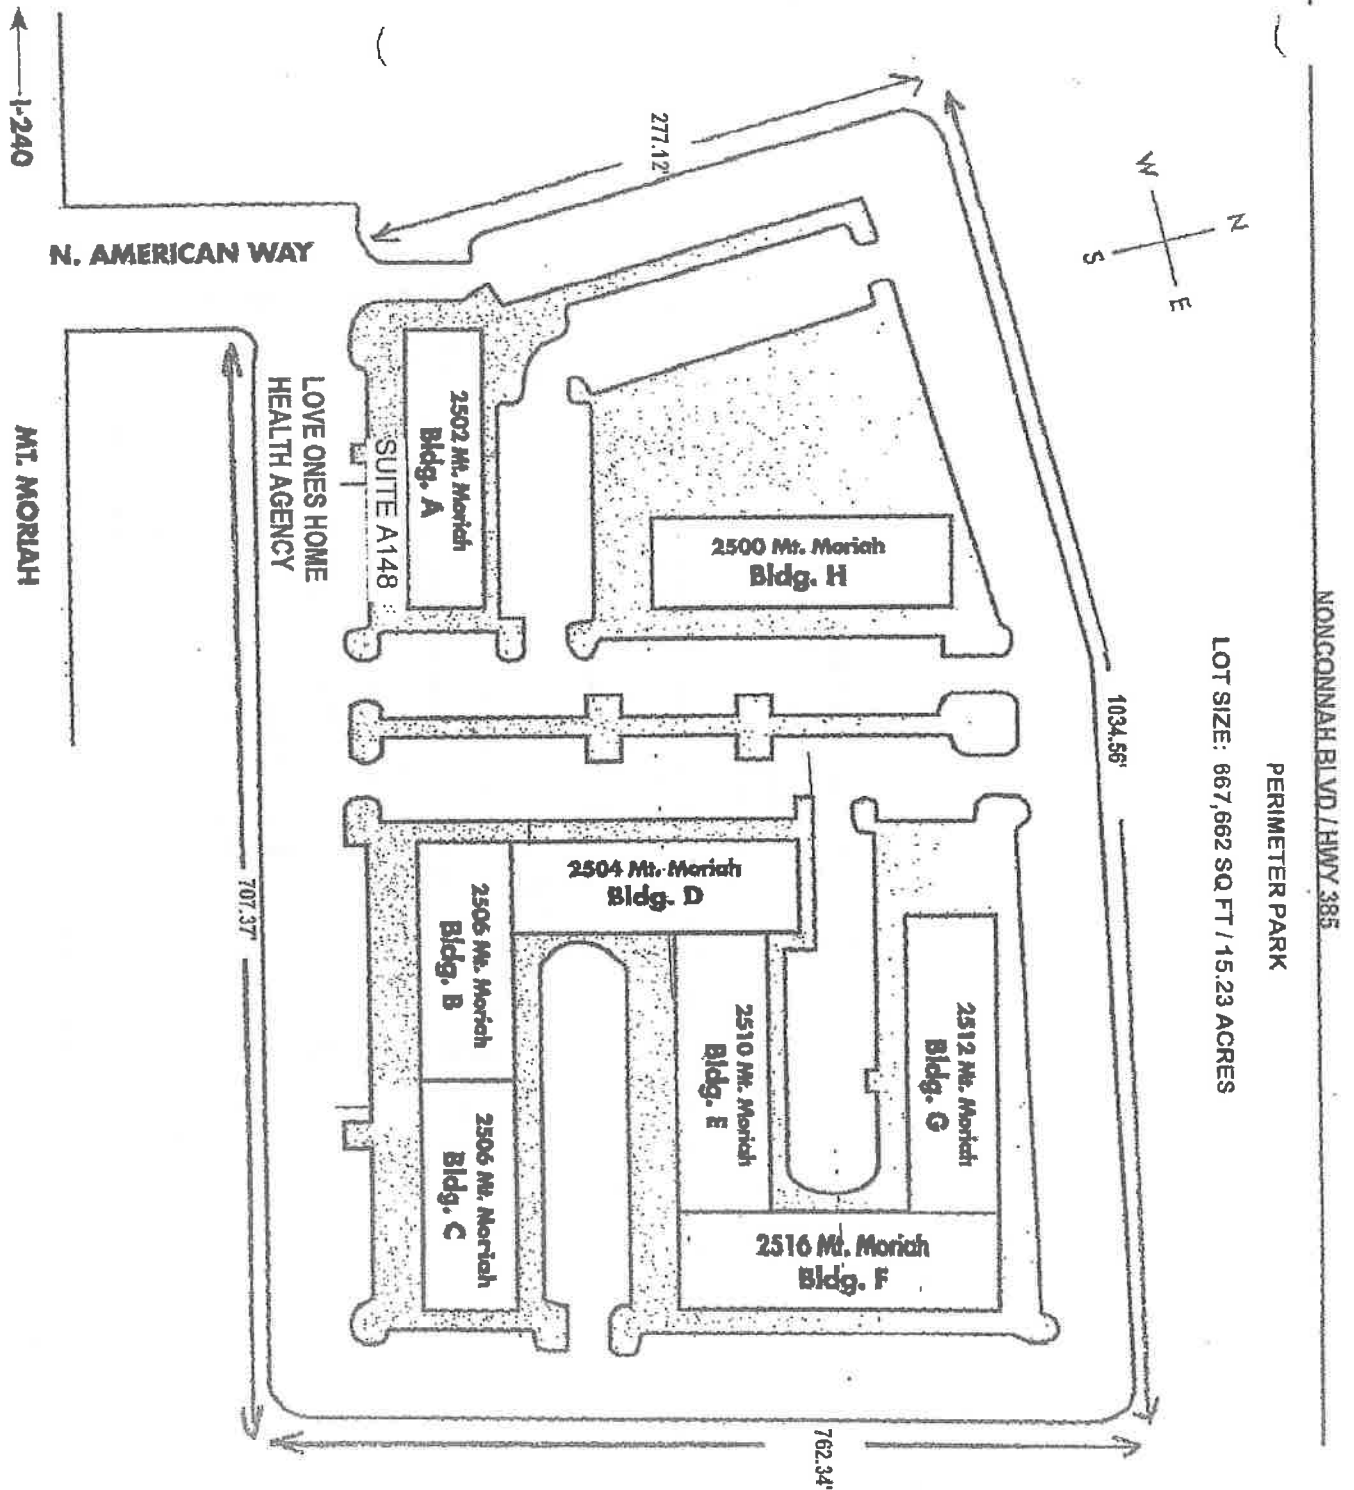 NONCONNAH BLVD / HWY 385
PERIMETER PARK
LOT SIZE: 667,662 SQ FT / 15.23 ACRES
W
N
S
E
277.12'
1034.56'
707.37'
762.34'
I-240
N. AMERICAN WAY
MT. MORIAH
LOVE ONES HOME
HEALTH AGENCY
SUITE A148
2502 Mt. Moriah
Bldg. A
2500 Mt. Moriah
Bldg. H
2504 Mt. Moriah
Bldg. D
2506 Mt. Moriah
Bldg. B
2506 Mt. Moriah
Bldg. C
2510 Mt. Moriah
Bldg. E
2512 Mt. Moriah
Bldg. G
2516 Mt. Moriah
Bldg. F